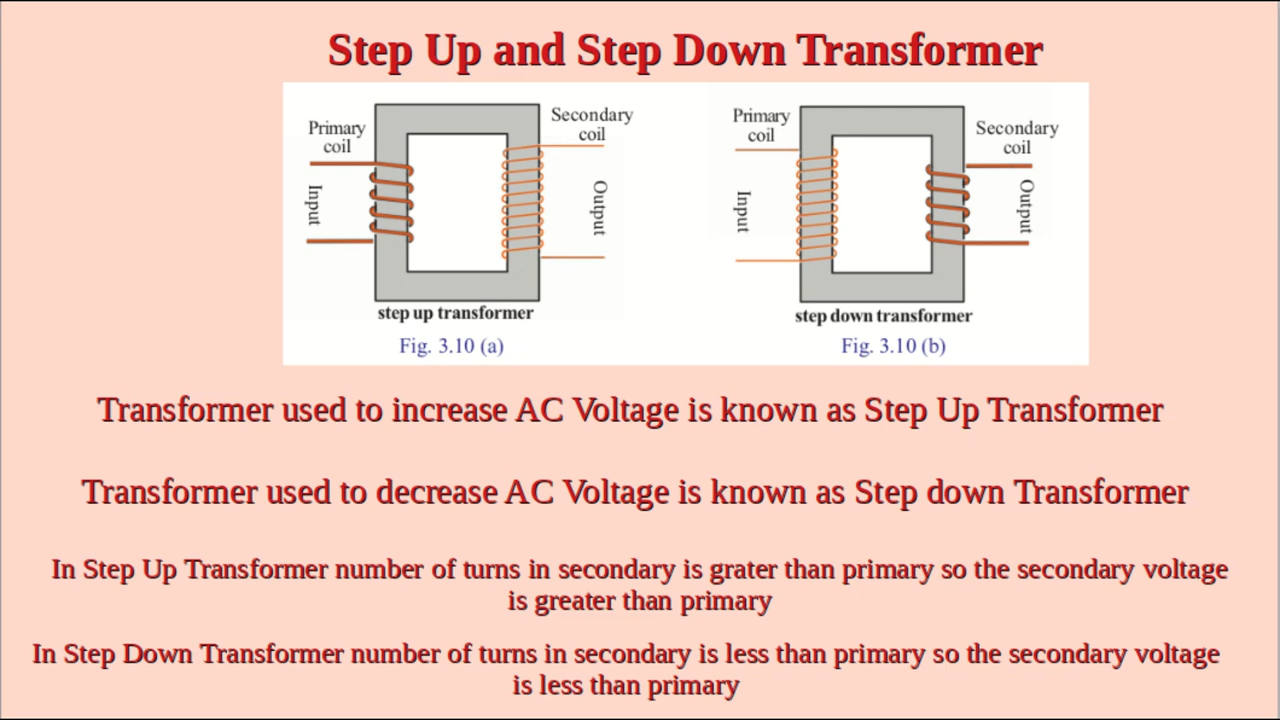 Step Up and Step Down Transformer
Primary
coil
Input
Secondary
coil
Output
step up transformer
Fig. 3.10 (a)
Primary
coil
Input
Secondary
coil
Output
step down transformer
Fig. 3.10 (b)
Transformer used to increase AC Voltage is known as Step Up Transformer
Transformer used to decrease AC Voltage is known as Step down Transformer
In Step Up Transformer number of turns in secondary is grater than primary so the secondary voltage
is greater than primary
In Step Down Transformer number of turns in secondary is less than primary so the secondary voltage
is less than primary